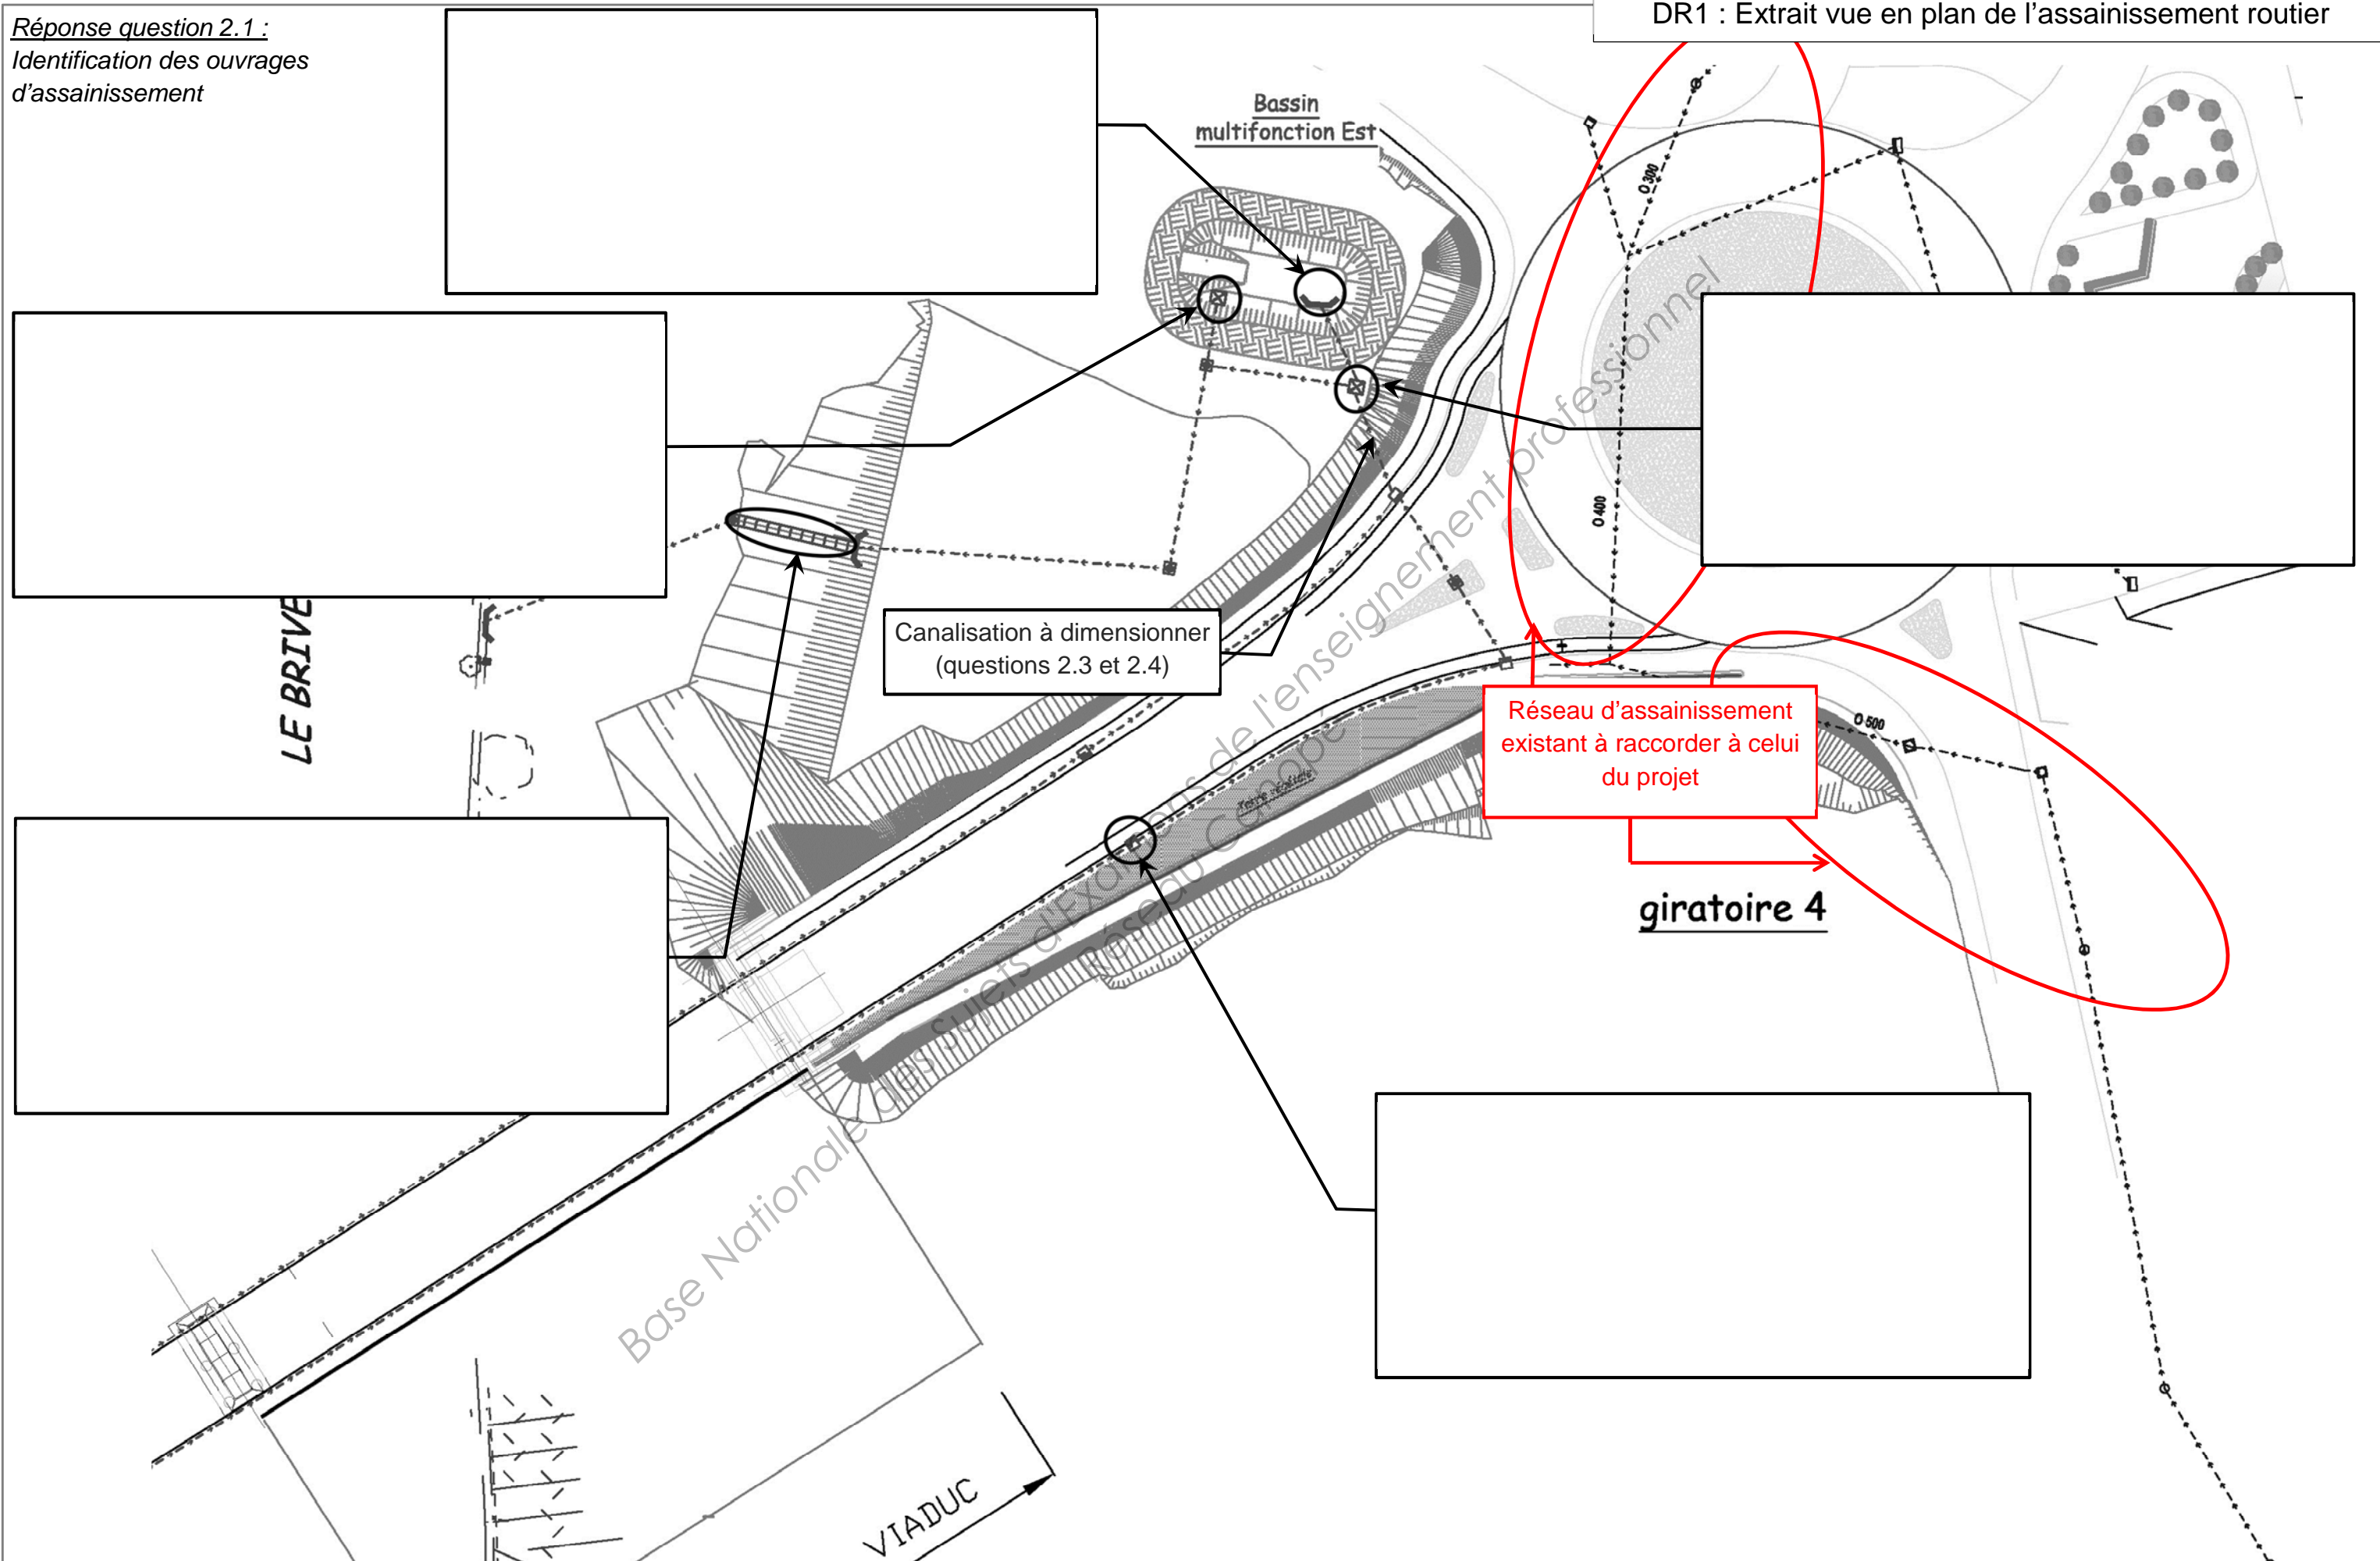 DR1 : Extrait vue en plan de l'assainissement routier
Réponse question 2.1 :
Identification des ouvrages
d'assainissement
Bassin
multifonction Est
O 300
O 400
LE BRIVE
Canalisation à dimensionner
(questions 2.3 et 2.4)
Réseau d'assainissement
existant à raccorder à celui
du projet
O 500
Terre végétale
giratoire 4
VIADUC
Base Nationale des Sujets d'Examens de l'enseignement professionnel
Réseau Canopé